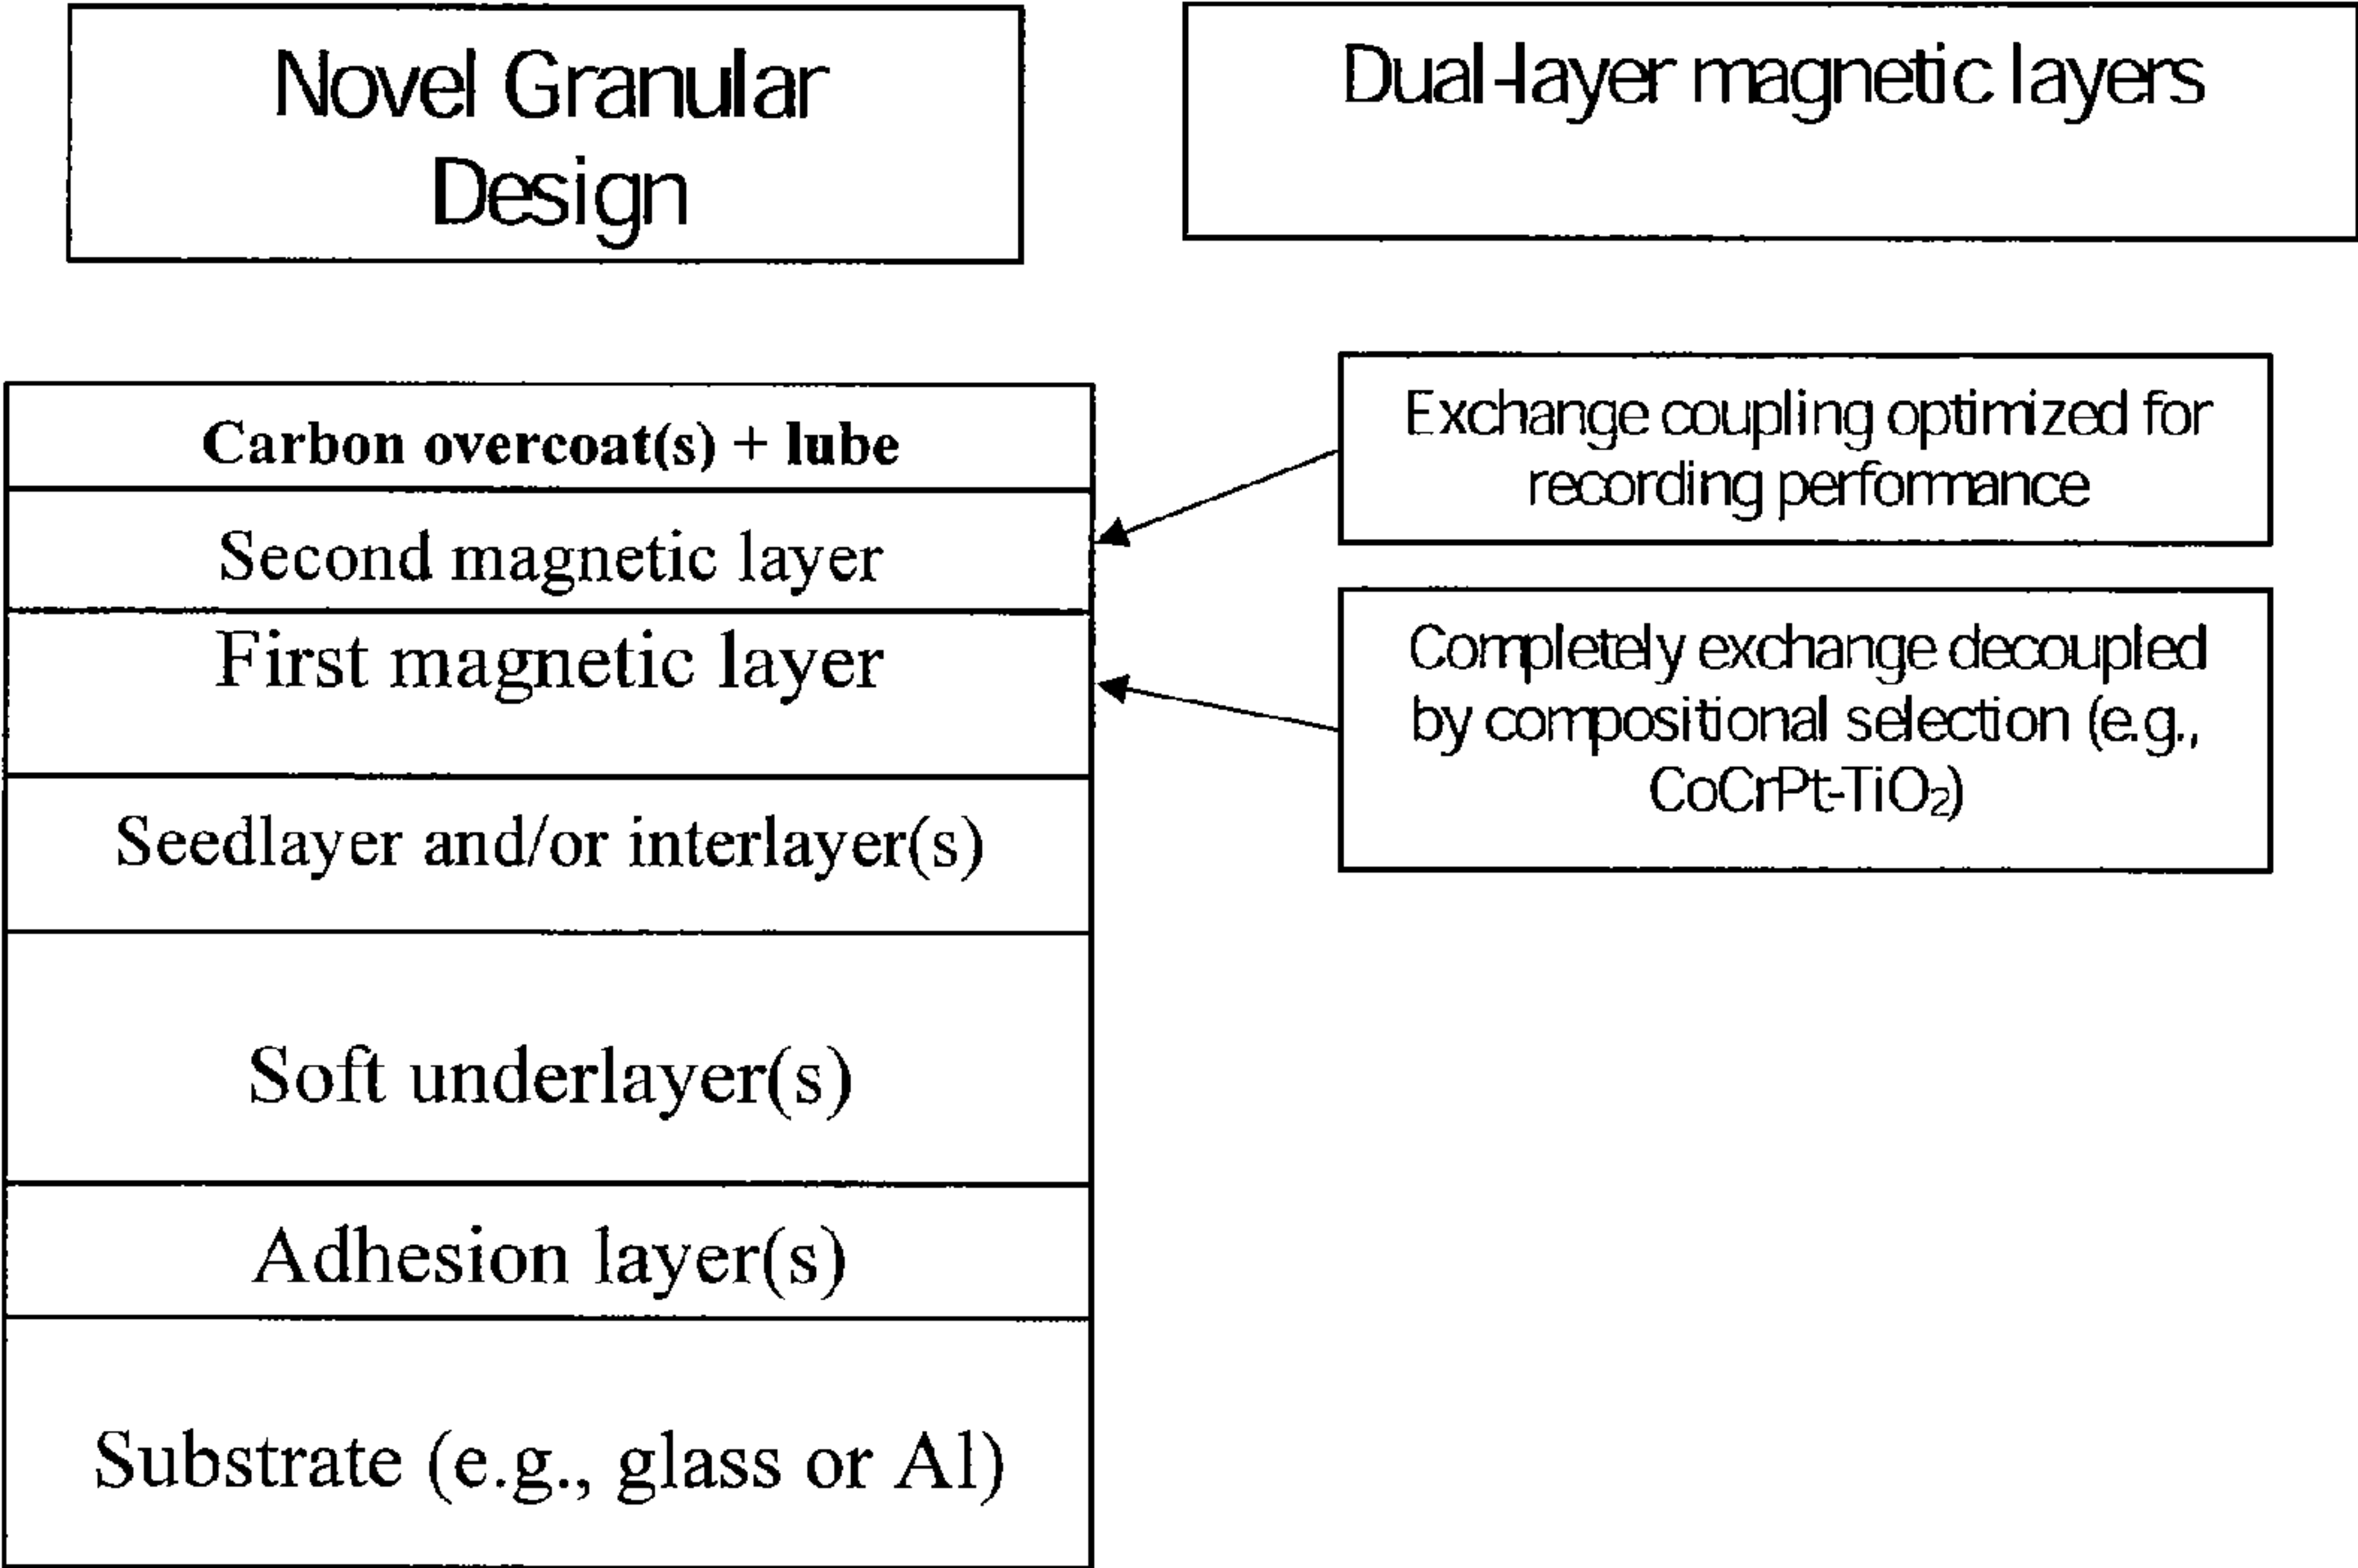 Novel Granular
Design
Dual-layer magnetic layers
Carbon overcoat(s) + lube
Second magnetic layer
First magnetic layer
Seedlayer and/or interlayer(s)
Soft underlayer(s)
Adhesion layer(s)
Substrate (e.g., glass or Al)
Exchange coupling optimized for
recording performance
Completely exchange decoupled
by compositional selection (e.g.,
CoCrPt-TiO₂)